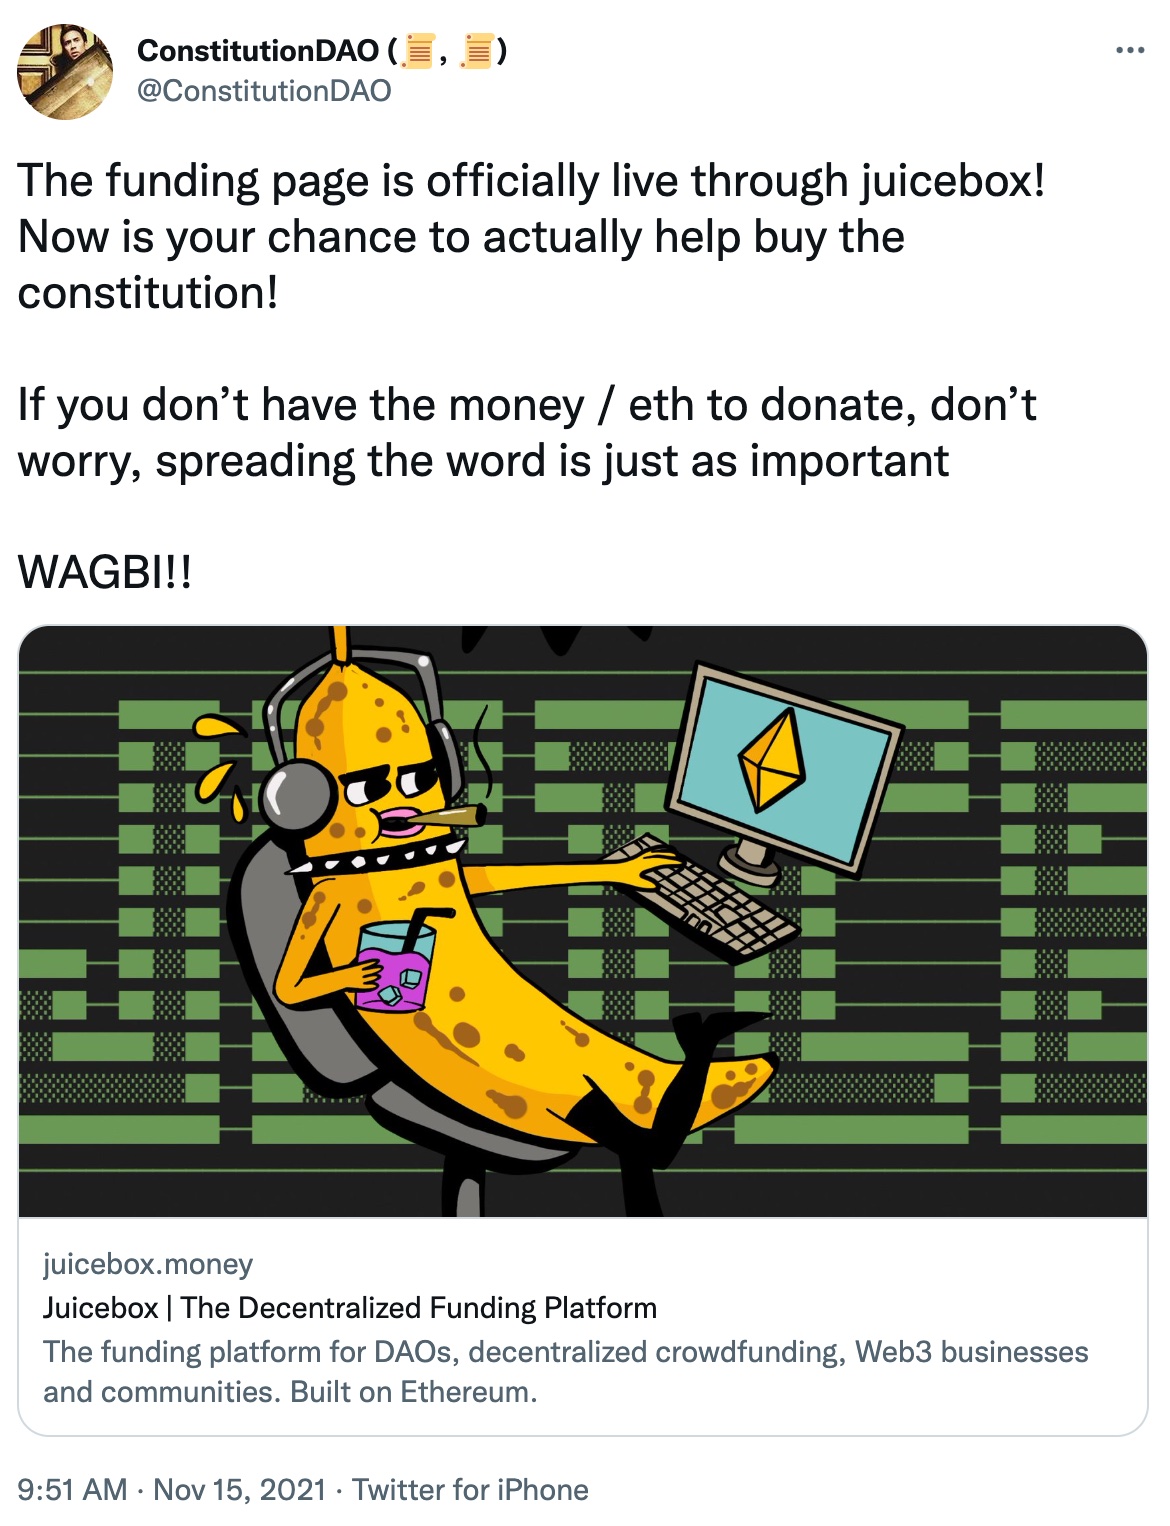 ConstitutionDAO (📜, 📜)
@ConstitutionDAO
The funding page is officially live through juicebox!
Now is your chance to actually help buy the
constitution!
If you don’t have the money / eth to donate, don’t
worry, spreading the word is just as important
WAGBI!!
juicebox.money
Juicebox | The Decentralized Funding Platform
The funding platform for DAOs, decentralized crowdfunding, Web3 businesses
and communities. Built on Ethereum.
9:51 AM · Nov 15, 2021 · Twitter for iPhone